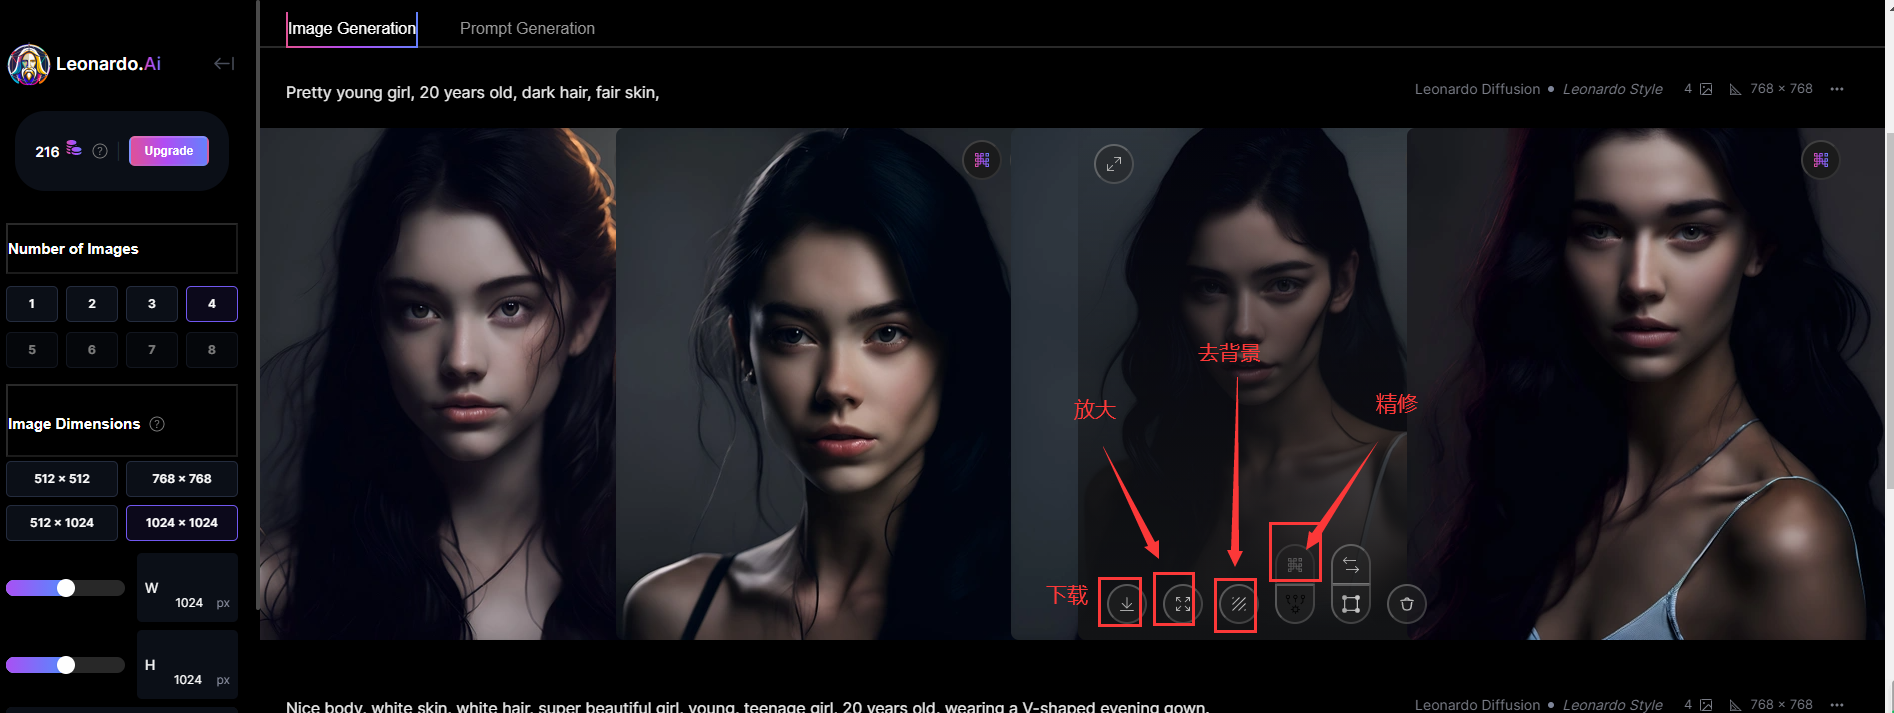 Image Generation
Prompt Generation
Leonardo.Ai
216
Upgrade
Pretty young girl, 20 years old, dark hair, fair skin,
Leonardo Diffusion • Leonardo Style 4 768 × 768 ···
Number of Images
1 2 3 4
5 6 7 8
Image Dimensions
512 × 512 768 × 768
512 × 1024 1024 × 1024
W 1024 px
H 1024 px
去背景
放大
精修
下载
Nice body, white skin, white hair, super beautiful girl, young, teenage girl, 20 years old, wearing a V-shaped evening gown,
Leonardo Diffusion • Leonardo Style 4 768 × 768 ···